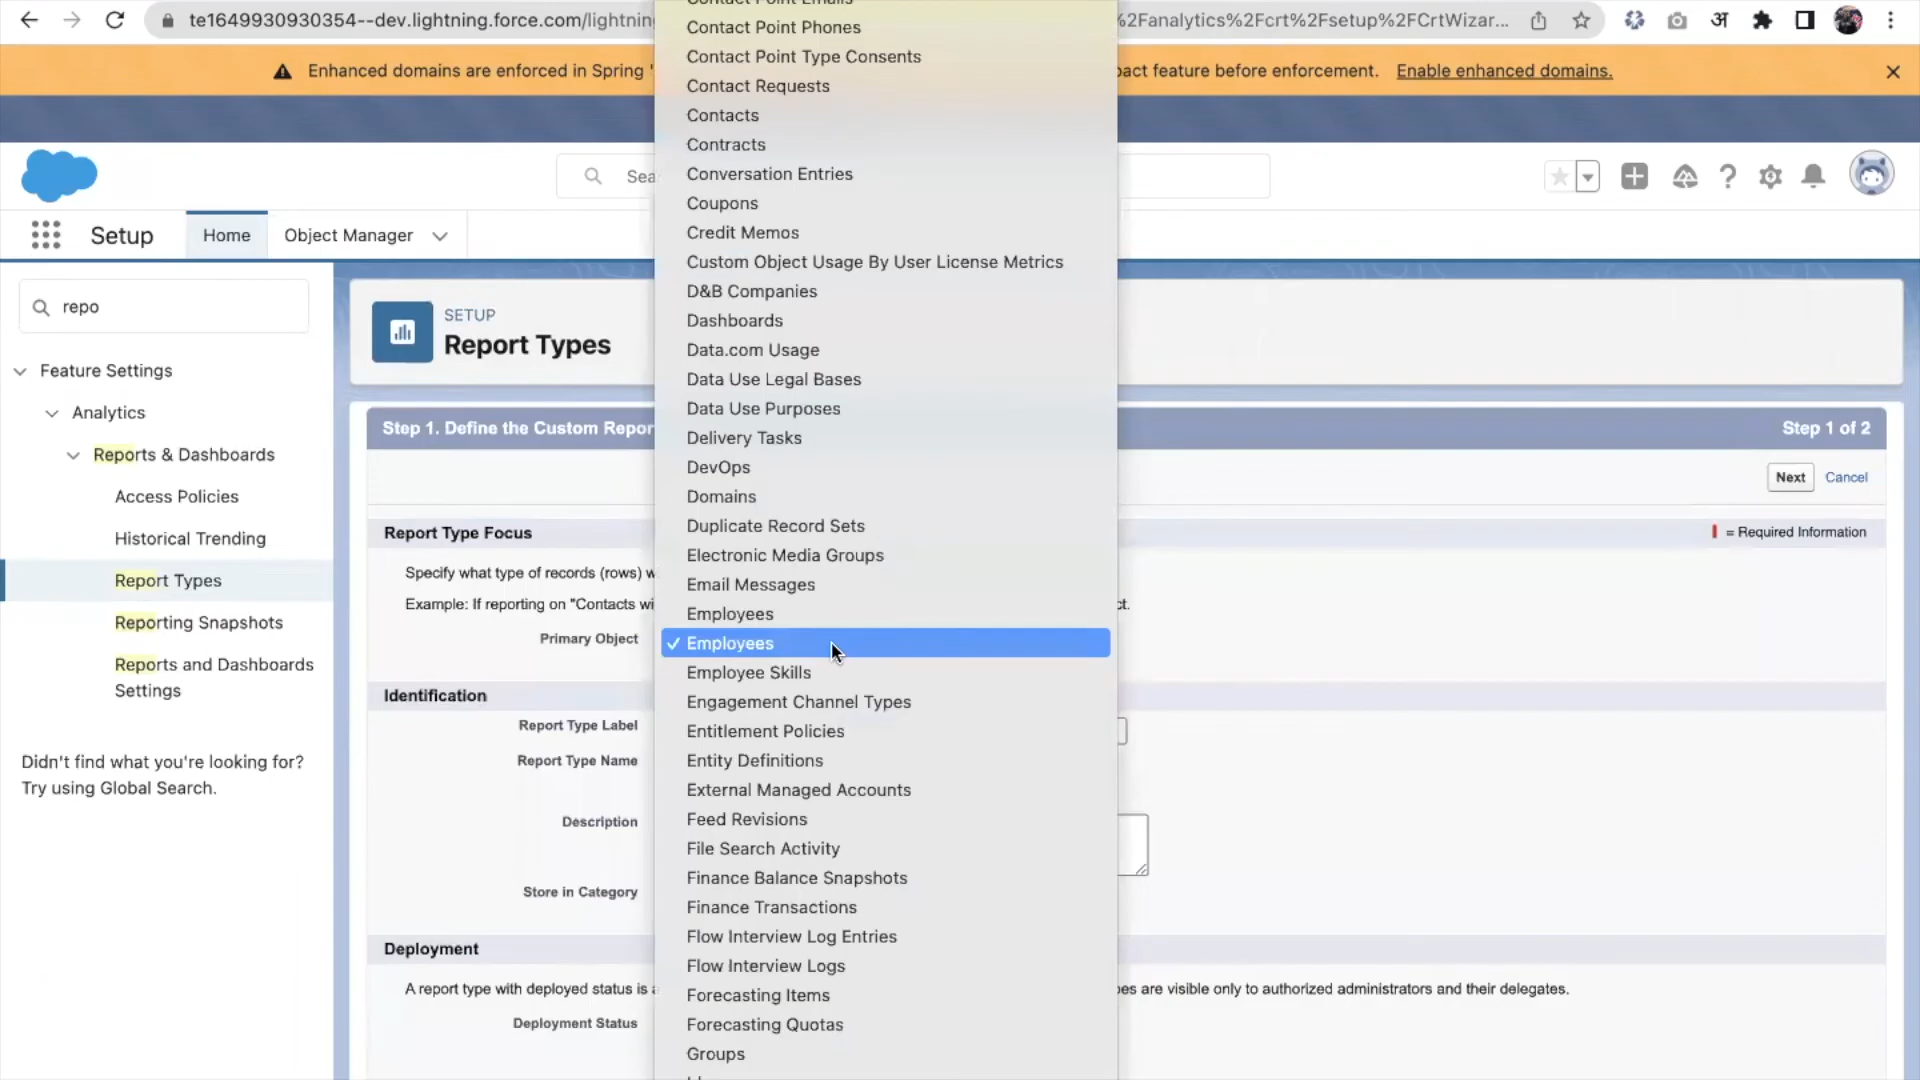 te1649930930354--dev.lightning.force.com/lightning
%2Fanalytics%2Fcrt%2Fsetup%2FCrtWizar...
अ
Enhanced domains are enforced in Spring '
pact feature before enforcement. Enable enhanced domains.
Setup
Home
Object Manager
repo
Feature Settings
Analytics
Reports & Dashboards
Access Policies
Historical Trending
Report Types
Reporting Snapshots
Reports and Dashboards
Settings
Didn't find what you're looking for?
Try using Global Search.
SETUP
Report Types
Step 1. Define the Custom Repor
Step 1 of 2
Next Cancel
Report Type Focus
= Required Information
Specify what type of records (rows) w
Example: If reporting on "Contacts wi
ct.
Primary Object
Identification
Report Type Label
Report Type Name
Description
Store in Category
Deployment
A report type with deployed status is a
pes are visible only to authorized administrators and their delegates.
Deployment Status
Contact Point Emails
Contact Point Phones
Contact Point Type Consents
Contact Requests
Contacts
Contracts
Conversation Entries
Coupons
Credit Memos
Custom Object Usage By User License Metrics
D&B Companies
Dashboards
Data.com Usage
Data Use Legal Bases
Data Use Purposes
Delivery Tasks
DevOps
Domains
Duplicate Record Sets
Electronic Media Groups
Email Messages
Employees
Employees
Employee Skills
Engagement Channel Types
Entitlement Policies
Entity Definitions
External Managed Accounts
Feed Revisions
File Search Activity
Finance Balance Snapshots
Finance Transactions
Flow Interview Log Entries
Flow Interview Logs
Forecasting Items
Forecasting Quotas
Groups